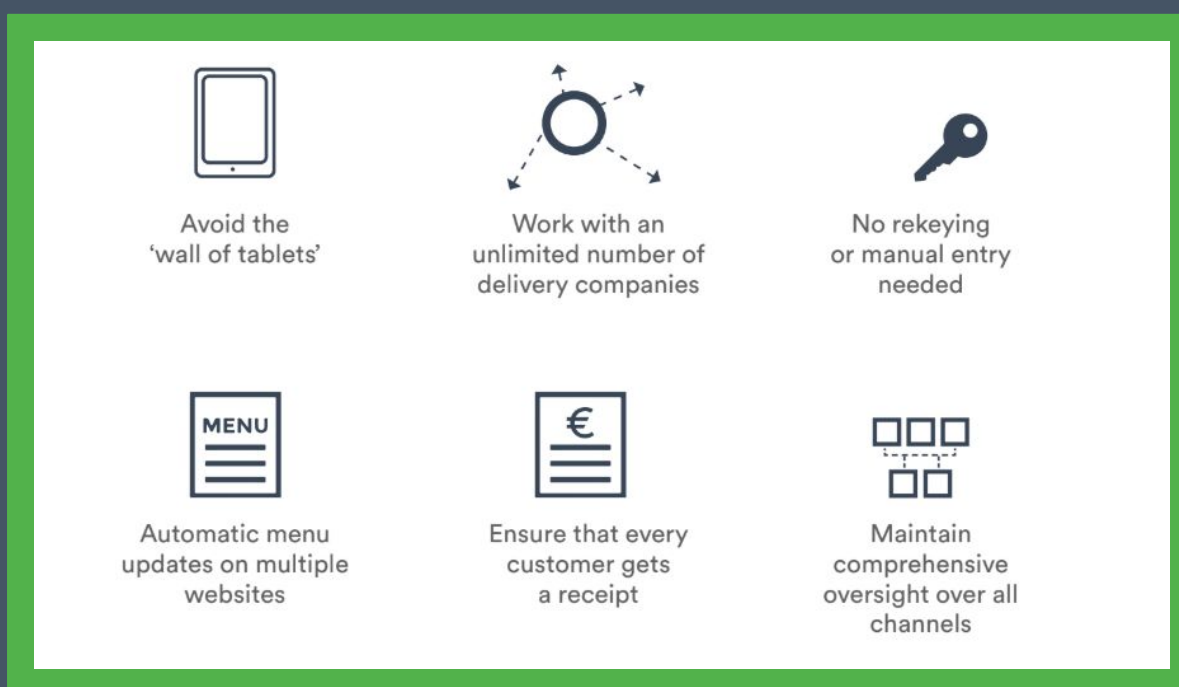 Avoid the
‘wall of tablets’
Work with an
unlimited number of
delivery companies
No rekeying
or manual entry
needed
MENU
Automatic menu
updates on multiple
websites
€
Ensure that every
customer gets
a receipt
Maintain
comprehensive
oversight over all
channels